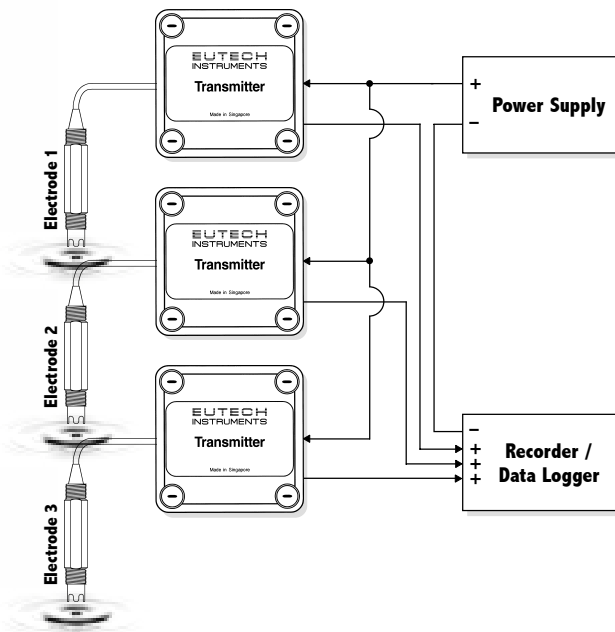 EUTECH
INSTRUMENTS
Transmitter
Made in Singapore
Electrode 1
+
−
Power Supply
EUTECH
INSTRUMENTS
Transmitter
Made in Singapore
Electrode 2
EUTECH
INSTRUMENTS
Transmitter
Made in Singapore
Electrode 3
−
+
+
+
Recorder /
Data Logger